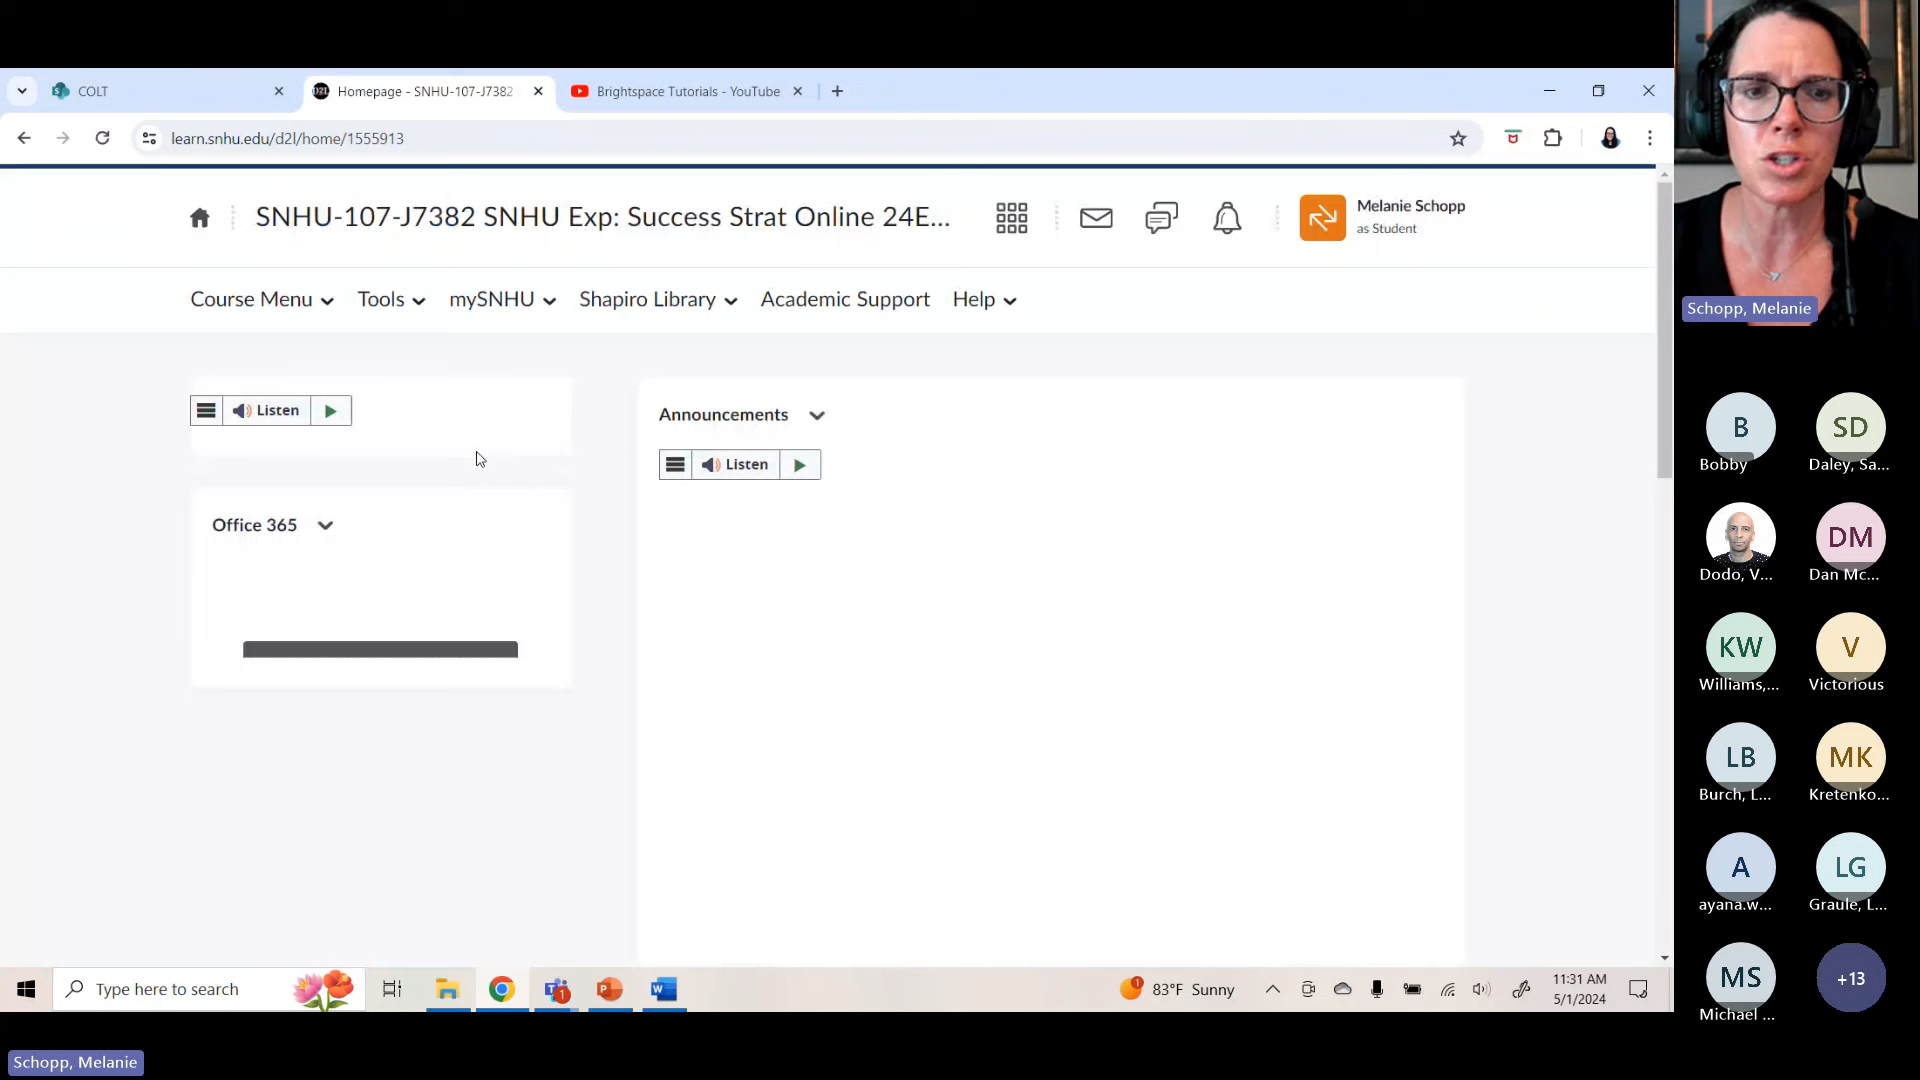 COLT
D2L
Homepage - SNHU-107-J7382
Brightspace Tutorials - YouTube
learn.snhu.edu/d2l/home/1555913
SNHU-107-J7382 SNHU Exp: Success Strat Online 24E...
Melanie Schopp
as Student
Course Menu
Tools
mySNHU
Shapiro Library
Academic Support
Help
Listen
Announcements
Listen
Office 365
Schopp, Melanie
B
Bobby
SD
Daley, Sa...
Dodo, V...
DM
Dan Mc...
KW
Williams,...
V
Victorious
LB
Burch, L...
MK
Kretenko...
A
ayana.w...
LG
Graule, L...
MS
Michael ...
+13
Type here to search
1
P
W
1
83°F Sunny
11:31 AM
5/1/2024
Schopp, Melanie